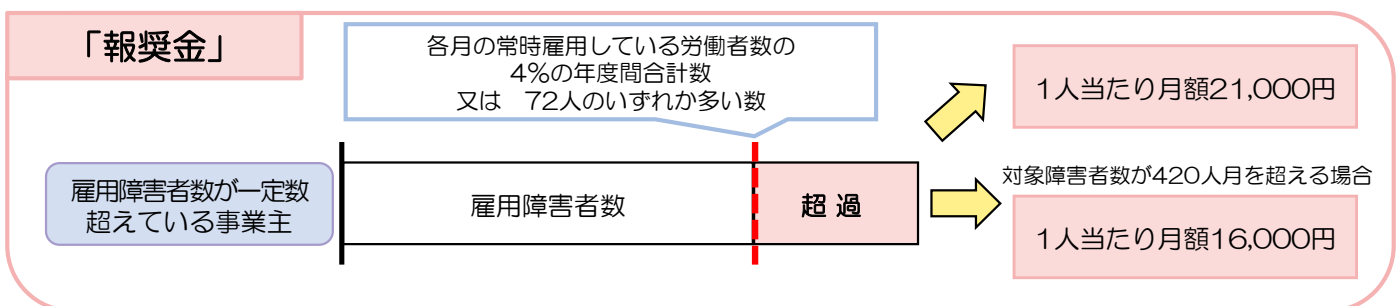 「報奨金」
各月の常時雇用している労働者数の
4%の年度間合計数
又は　72人のいずれか多い数
1人当たり月額21,000円
雇用障害者数が一定数
超えている事業主
雇用障害者数
超 過
対象障害者数が420人月を超える場合
1人当たり月額16,000円